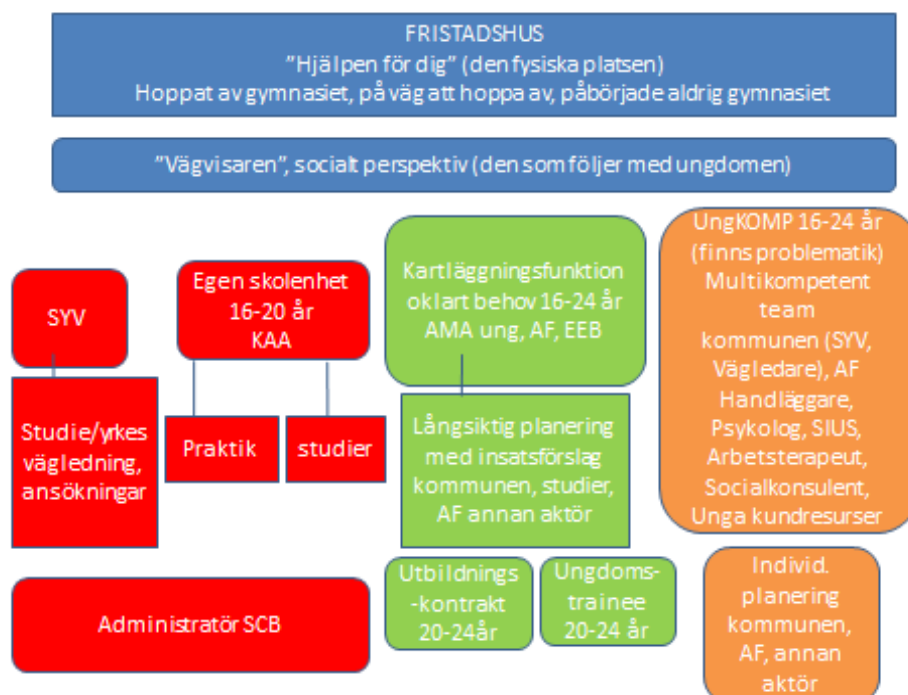 FRISTADSHUS
"Hjälpen för dig" (den fysiska platsen)
Hoppat av gymnasiet, på väg att hoppa av, påbörjade aldrig gymnasiet
"Vägvisaren", socialt perspektiv (den som följer med ungdomen)
SYV
Studie/yrkes
vägledning,
ansökningar
Egen skolenhet
16-20 år
KAA
Praktik
studier
Administratör SCB
Kartläggningsfunktion
oklart behov 16-24 år
AMA ung, AF, EEB
Långsiktig planering
med insatsförslag
kommunen, studier,
AF annan aktör
Utbildnings
-kontrakt
20-24år
Ungdoms-
trainee
20-24 år
UngKOMP 16-24 år
(finns problematik)
Multikompetent
team
kommunen (SYV,
Vägledare), AF
Handläggare,
Psykolog, SIUS,
Arbetsterapeut,
Socialkonsulent,
Unga kundresurser
Individ.
planering
kommunen,
AF, annan
aktör